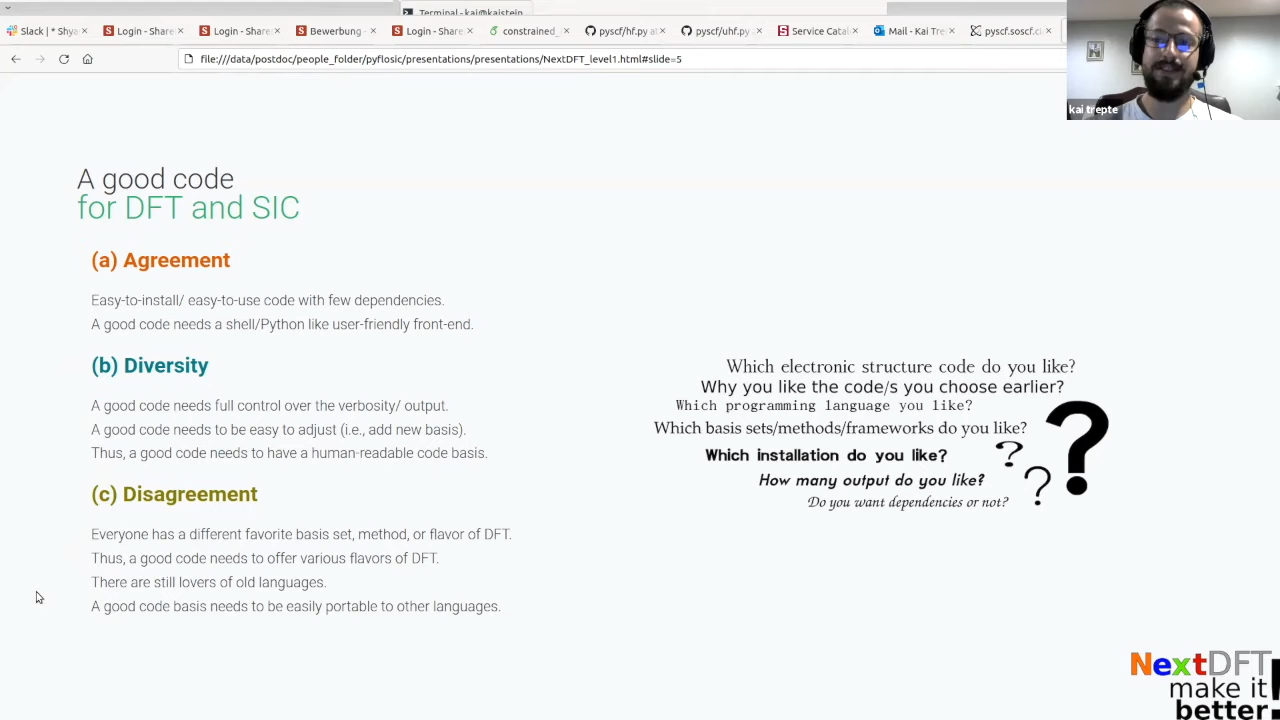 Terminal - kai@kaistein
Slack | * Shya
Login - Share
Login - Share
Bewerbung -
Login - Share
constrained_
pyscf/hf.py at
pyscf/uhf.py
Service Catal
Mail - Kai Tre
pyscf.soscf.ci
file:///data/postdoc/people_folder/pyflosic/presentations/presentations/NextDFT_level1.html#slide=5
kai trepte
A good code
for DFT and SIC
(a) Agreement
Easy-to-install/ easy-to-use code with few dependencies.
A good code needs a shell/Python like user-friendly front-end.
(b) Diversity
A good code needs full control over the verbosity/ output.
A good code needs to be easy to adjust (i.e., add new basis).
Thus, a good code needs to have a human-readable code basis.
(c) Disagreement
Everyone has a different favorite basis set, method, or flavor of DFT.
Thus, a good code needs to offer various flavors of DFT.
There are still lovers of old languages.
A good code basis needs to be easily portable to other languages.
Which electronic structure code do you like?
Why you like the code/s you choose earlier?
Which programming language you like?
Which basis sets/methods/frameworks do you like?
Which installation do you like?
How many output do you like?
Do you want dependencies or not?
? ? ?
NextDFT
make it
better!